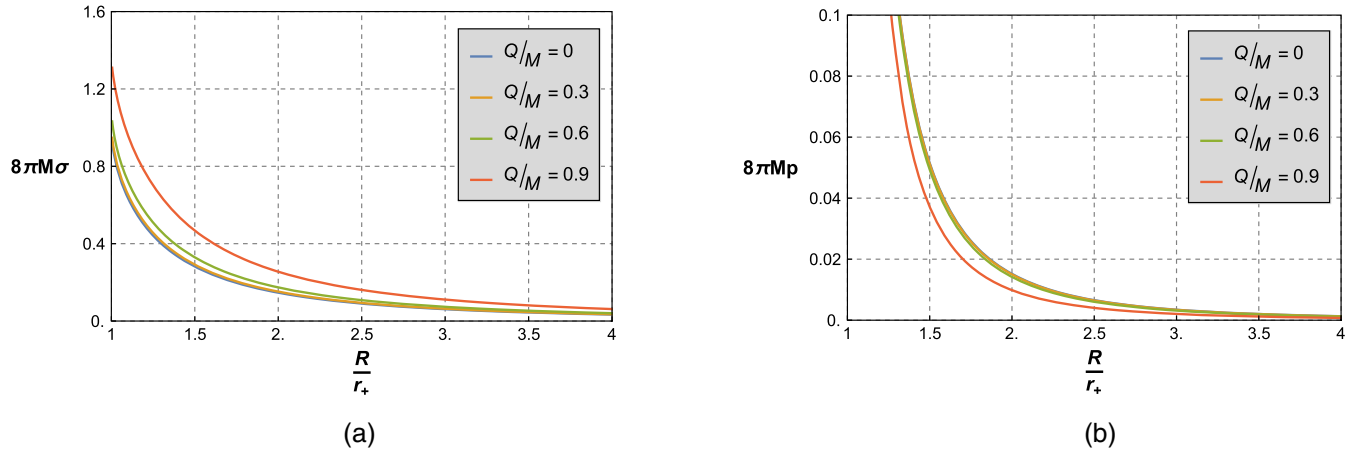 1.6
1.2
8πMσ 0.8
0.4
0.
1 1.5 2. 2.5 3. 3.5 4
R
r+
Q/M = 0
Q/M = 0.3
Q/M = 0.6
Q/M = 0.9
(a)
0.1
0.08
0.06
8πMp
0.04
0.02
0.
1 1.5 2. 2.5 3. 3.5 4
R
r+
Q/M = 0
Q/M = 0.3
Q/M = 0.6
Q/M = 0.9
(b)